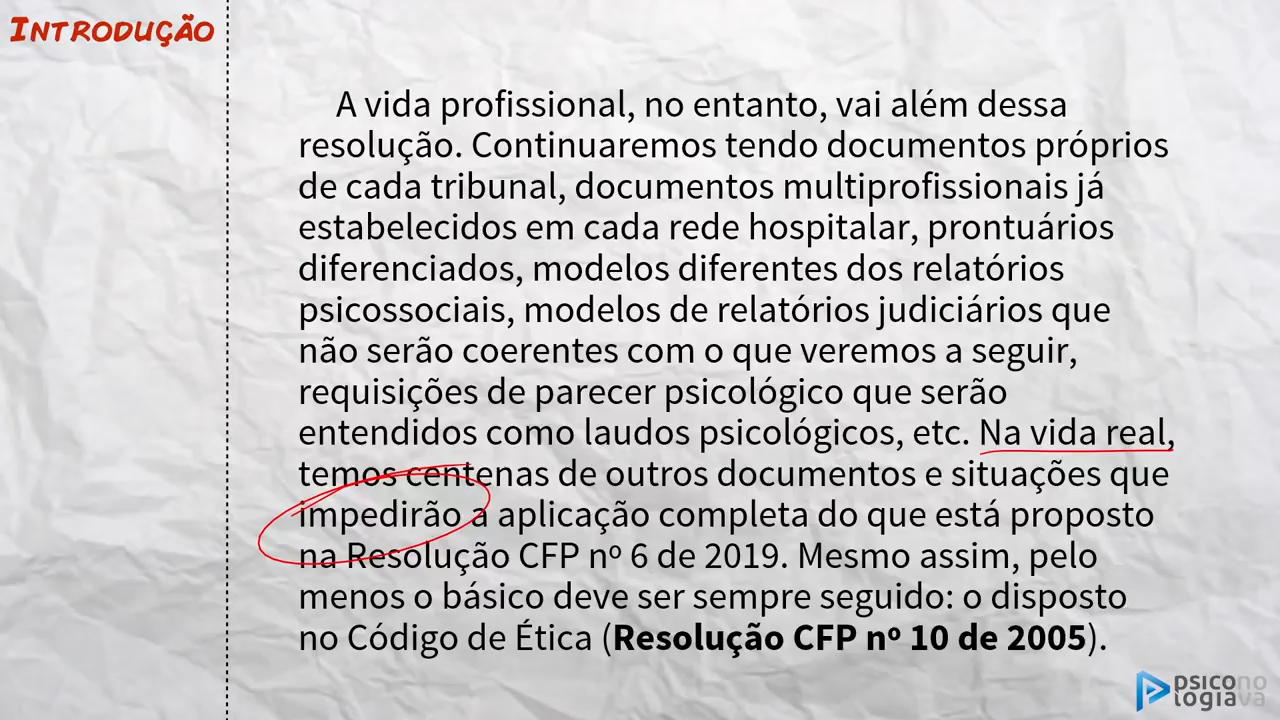 INTRODUÇÃO
A vida profissional, no entanto, vai além dessa
resolução. Continuaremos tendo documentos próprios
de cada tribunal, documentos multiprofissionais já
estabelecidos em cada rede hospitalar, prontuários
diferenciados, modelos diferentes dos relatórios
psicossociais, modelos de relatórios judiciários que
não serão coerentes com o que veremos a seguir,
requisições de parecer psicológico que serão
entendidos como laudos psicológicos, etc. Na vida real,
temos centenas de outros documentos e situações que
impedirão a aplicação completa do que está proposto
na Resolução CFP nº 6 de 2019. Mesmo assim, pelo
menos o básico deve ser sempre seguido: o disposto
no Código de Ética (Resolução CFP nº 10 de 2005).
psicono
logiava